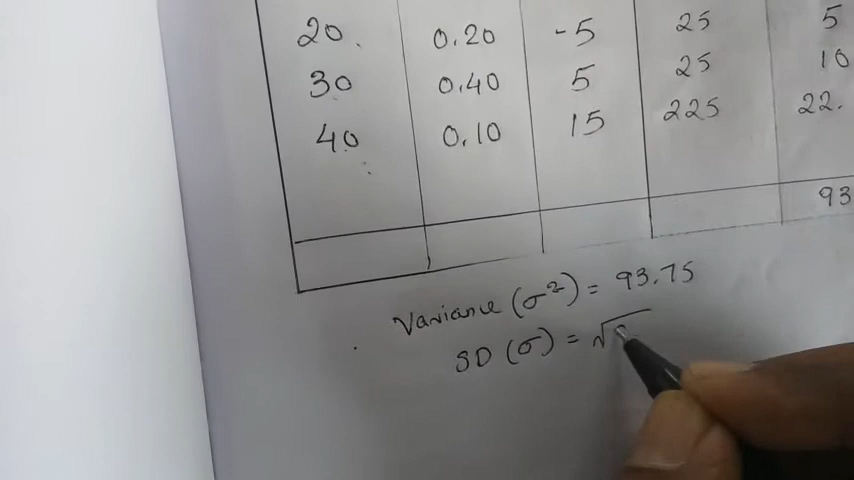 20. 0.20 -5 25 5
30 0.40 5 25 10
40 0.10 15 225 22.
93
Variance (σ²) = 93.75
SD (σ) = √